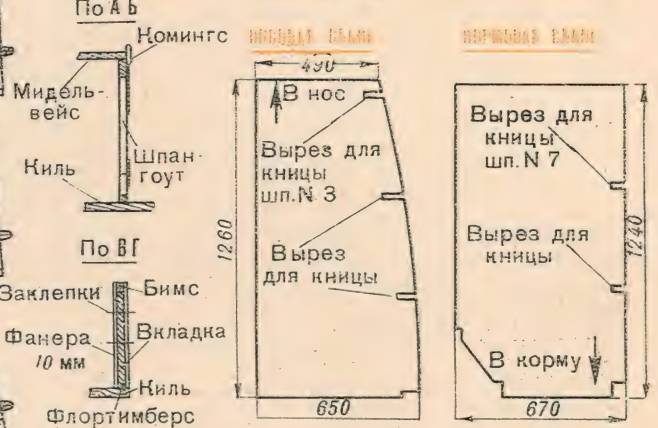 По АБ
Комингс
Мидель-
вейс
Киль
Шпан-
гоут
По ВГ
Заклепки
Бимс
Фанера
10 мм
Вкладка
Киль
Флортимберс
490
В нос
Вырез для
кницы
шп. N 3
Вырез
для кницы
1260
650
Вырез для
кницы
шп. N 7
Вырез для
кницы
1240
В корму
670